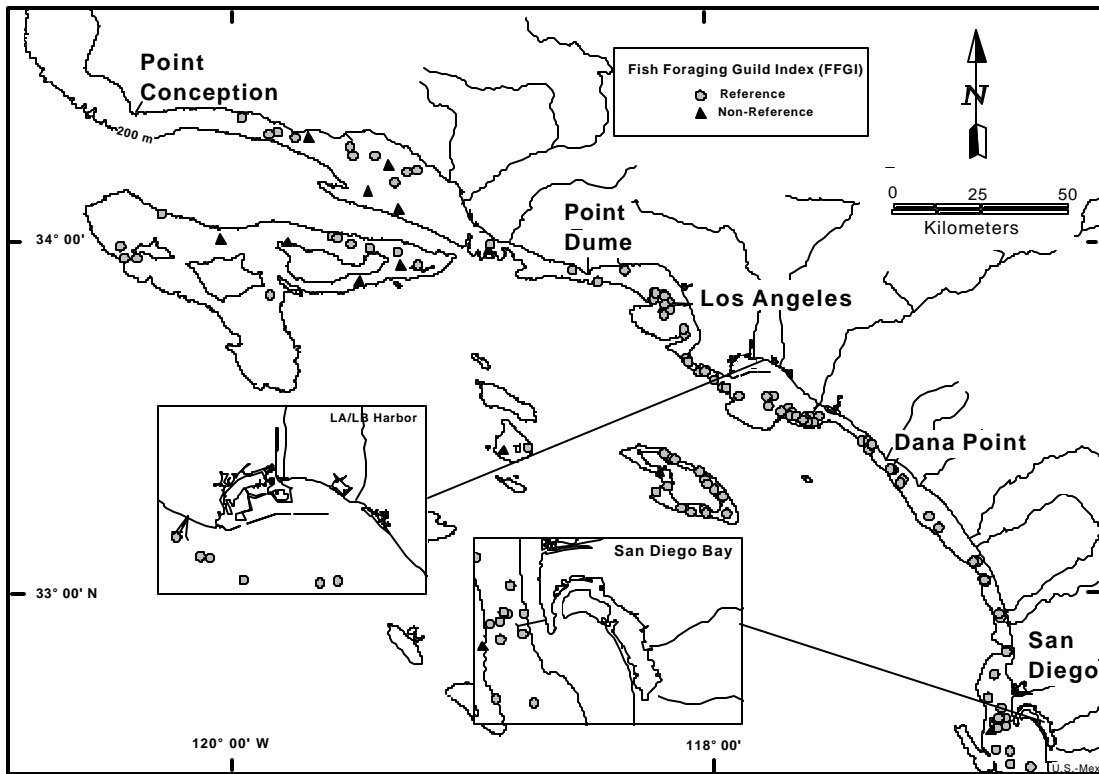 Point
Conception
200 m
Fish Foraging Guild Index (FFGI)
Reference
Non-Reference
N
0 25 50
Kilometers
34° 00'
Point
Dume
Los Angeles
LA/LB Harbor
Dana Point
San Diego Bay
33° 00' N
San
Diego
120° 00' W
118° 00'
U.S.-Mex